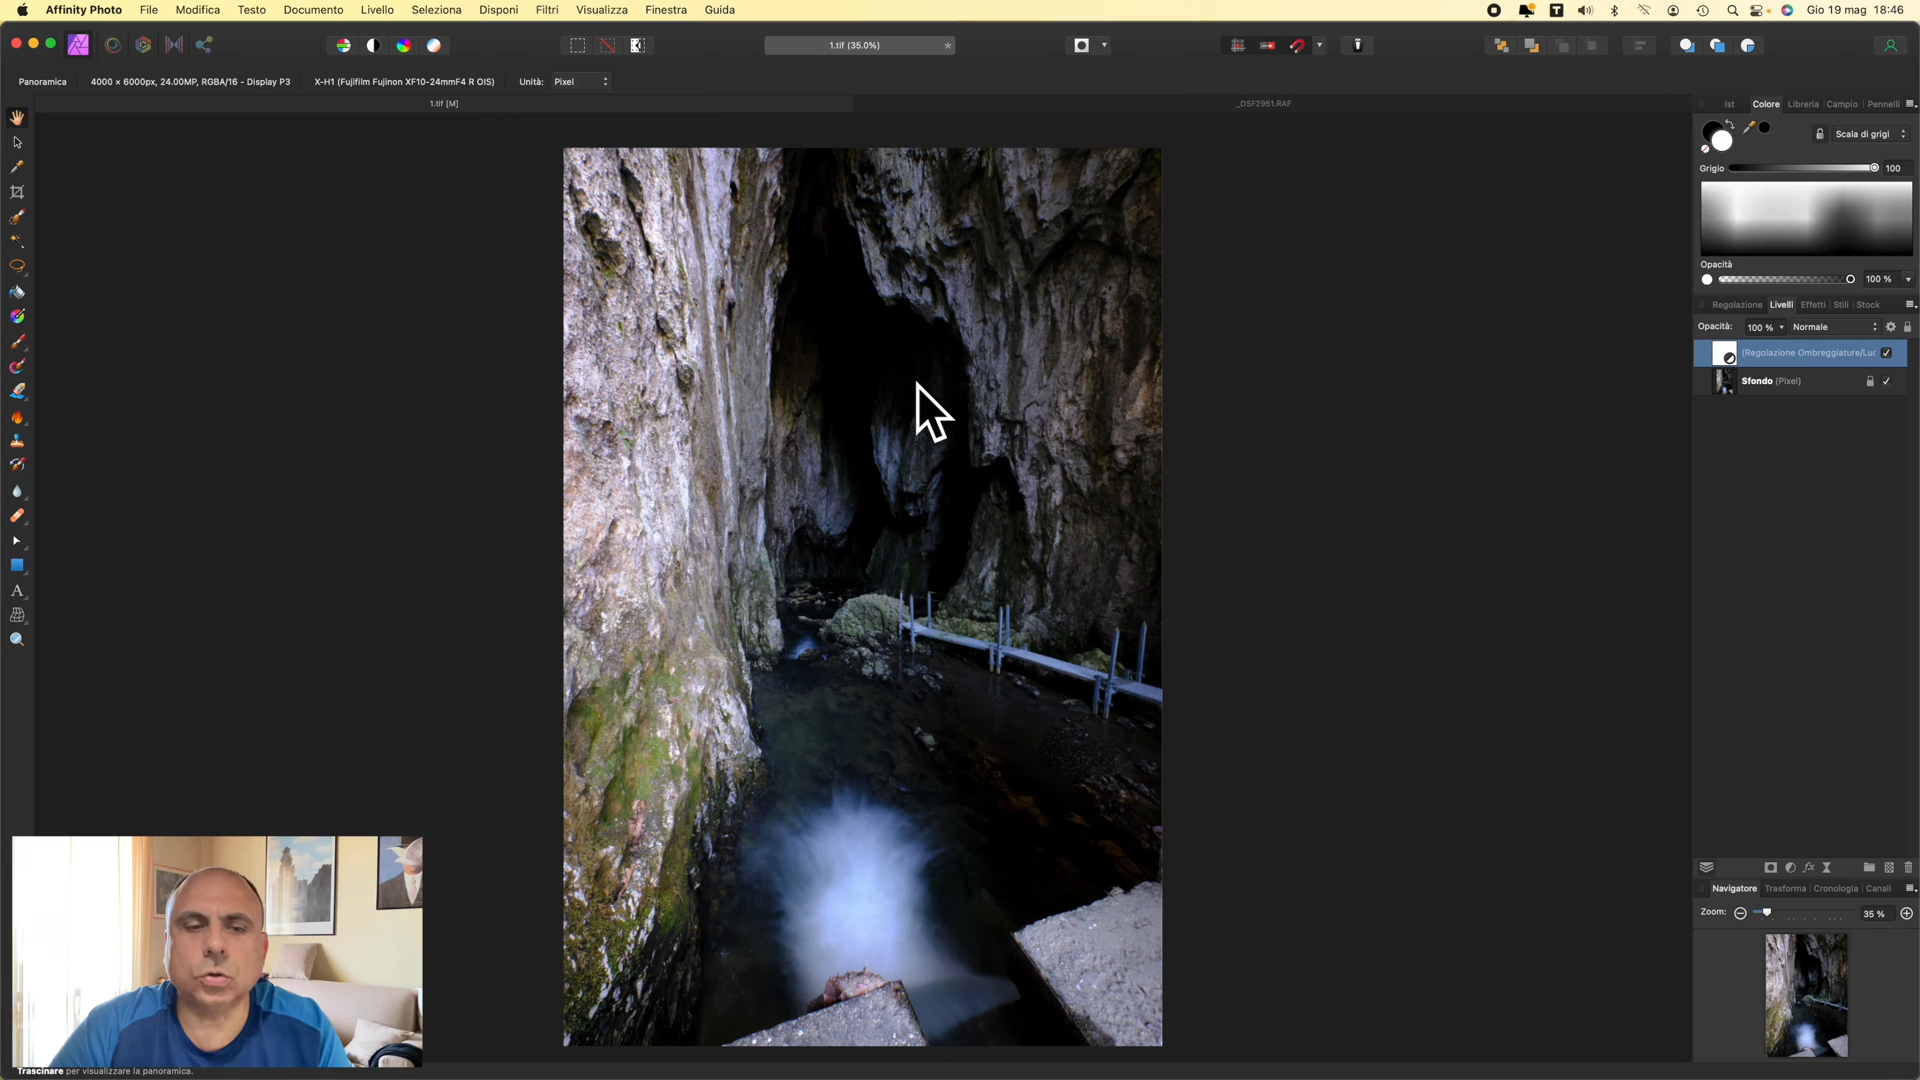 Affinity Photo File Modifica Testo Documento Livello Seleziona Disponi Filtri Visualizza Finestra Guida Gio 19 mag 18:46
1.tif (35.0%)
Panoramica 4000 × 6000px, 24.00MP, RGBA/16 - Display P3 X-H1 (Fujifilm Fujinon XF10-24mmF4 R OIS) Unità: Pixel
1.tif [M] _DSF2951.RAF
Ist Colore Libreria Campio Pennelli
Scala di grigi
Grigio 100
Opacità
100 %
Regolazione Livelli Effetti Stili Stock
Opacità: 100 % Normale
(Regolazione Ombreggiature/Luc
Sfondo (Pixel)
Navigatore Trasforma Cronologia Canali
Zoom: 35 %
Trascinare per visualizzare la panoramica.